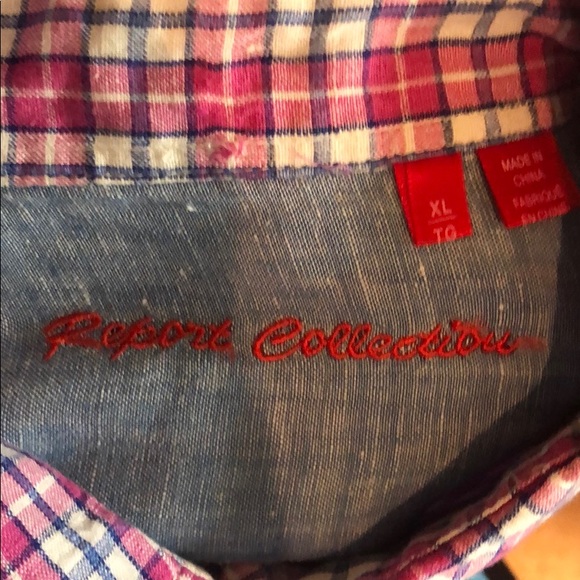 XL
TG
MADE IN
CHINA
FABRIQUÉ
EN CHINE
Report Collection